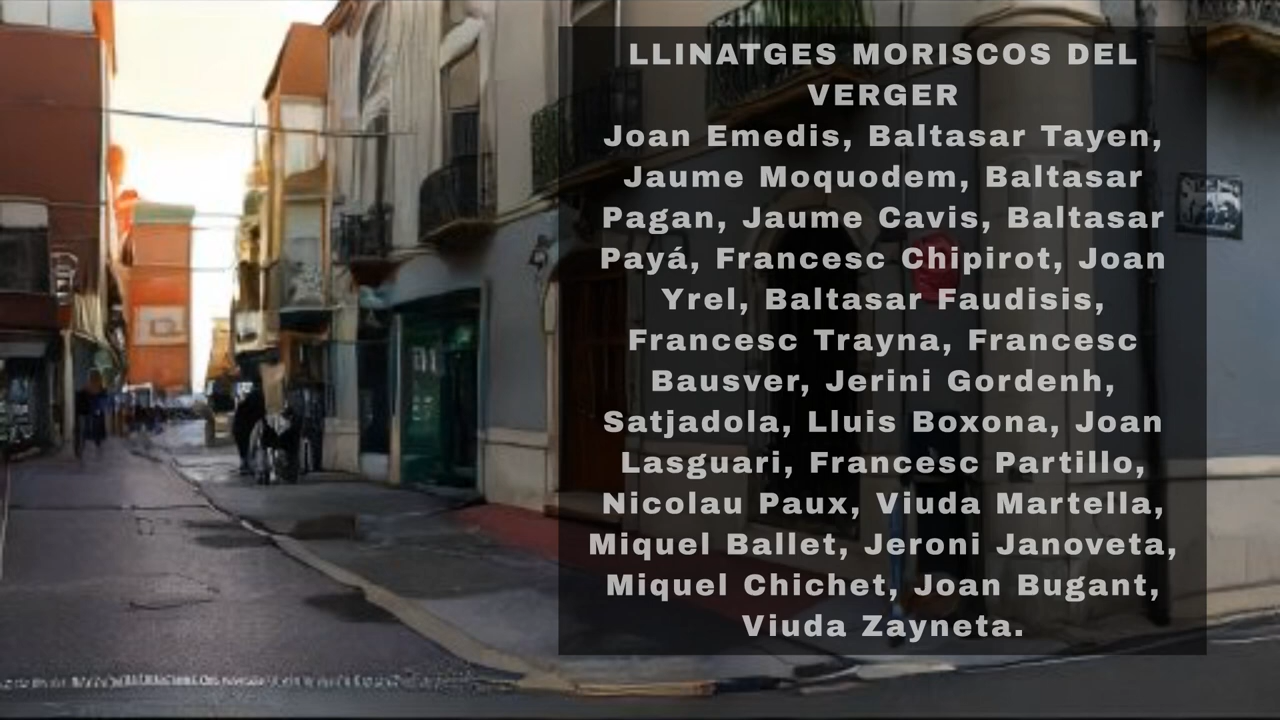 LLINATGES MORISCOS DEL
VERGER
Joan Emedis, Baltasar Tayen,
Jaume Moquodem, Baltasar
Pagan, Jaume Cavis, Baltasar
Payá, Francesc Chipirot, Joan
Yrel, Baltasar Faudisis,
Francesc Trayna, Francesc
Bausver, Jerini Gordenh,
Satjadola, Lluis Boxona, Joan
Lasguari, Francesc Partillo,
Nicolau Paux, Viuda Martella,
Miquel Ballet, Jeroni Janoveta,
Miquel Chichet, Joan Bugant,
Viuda Zayneta.